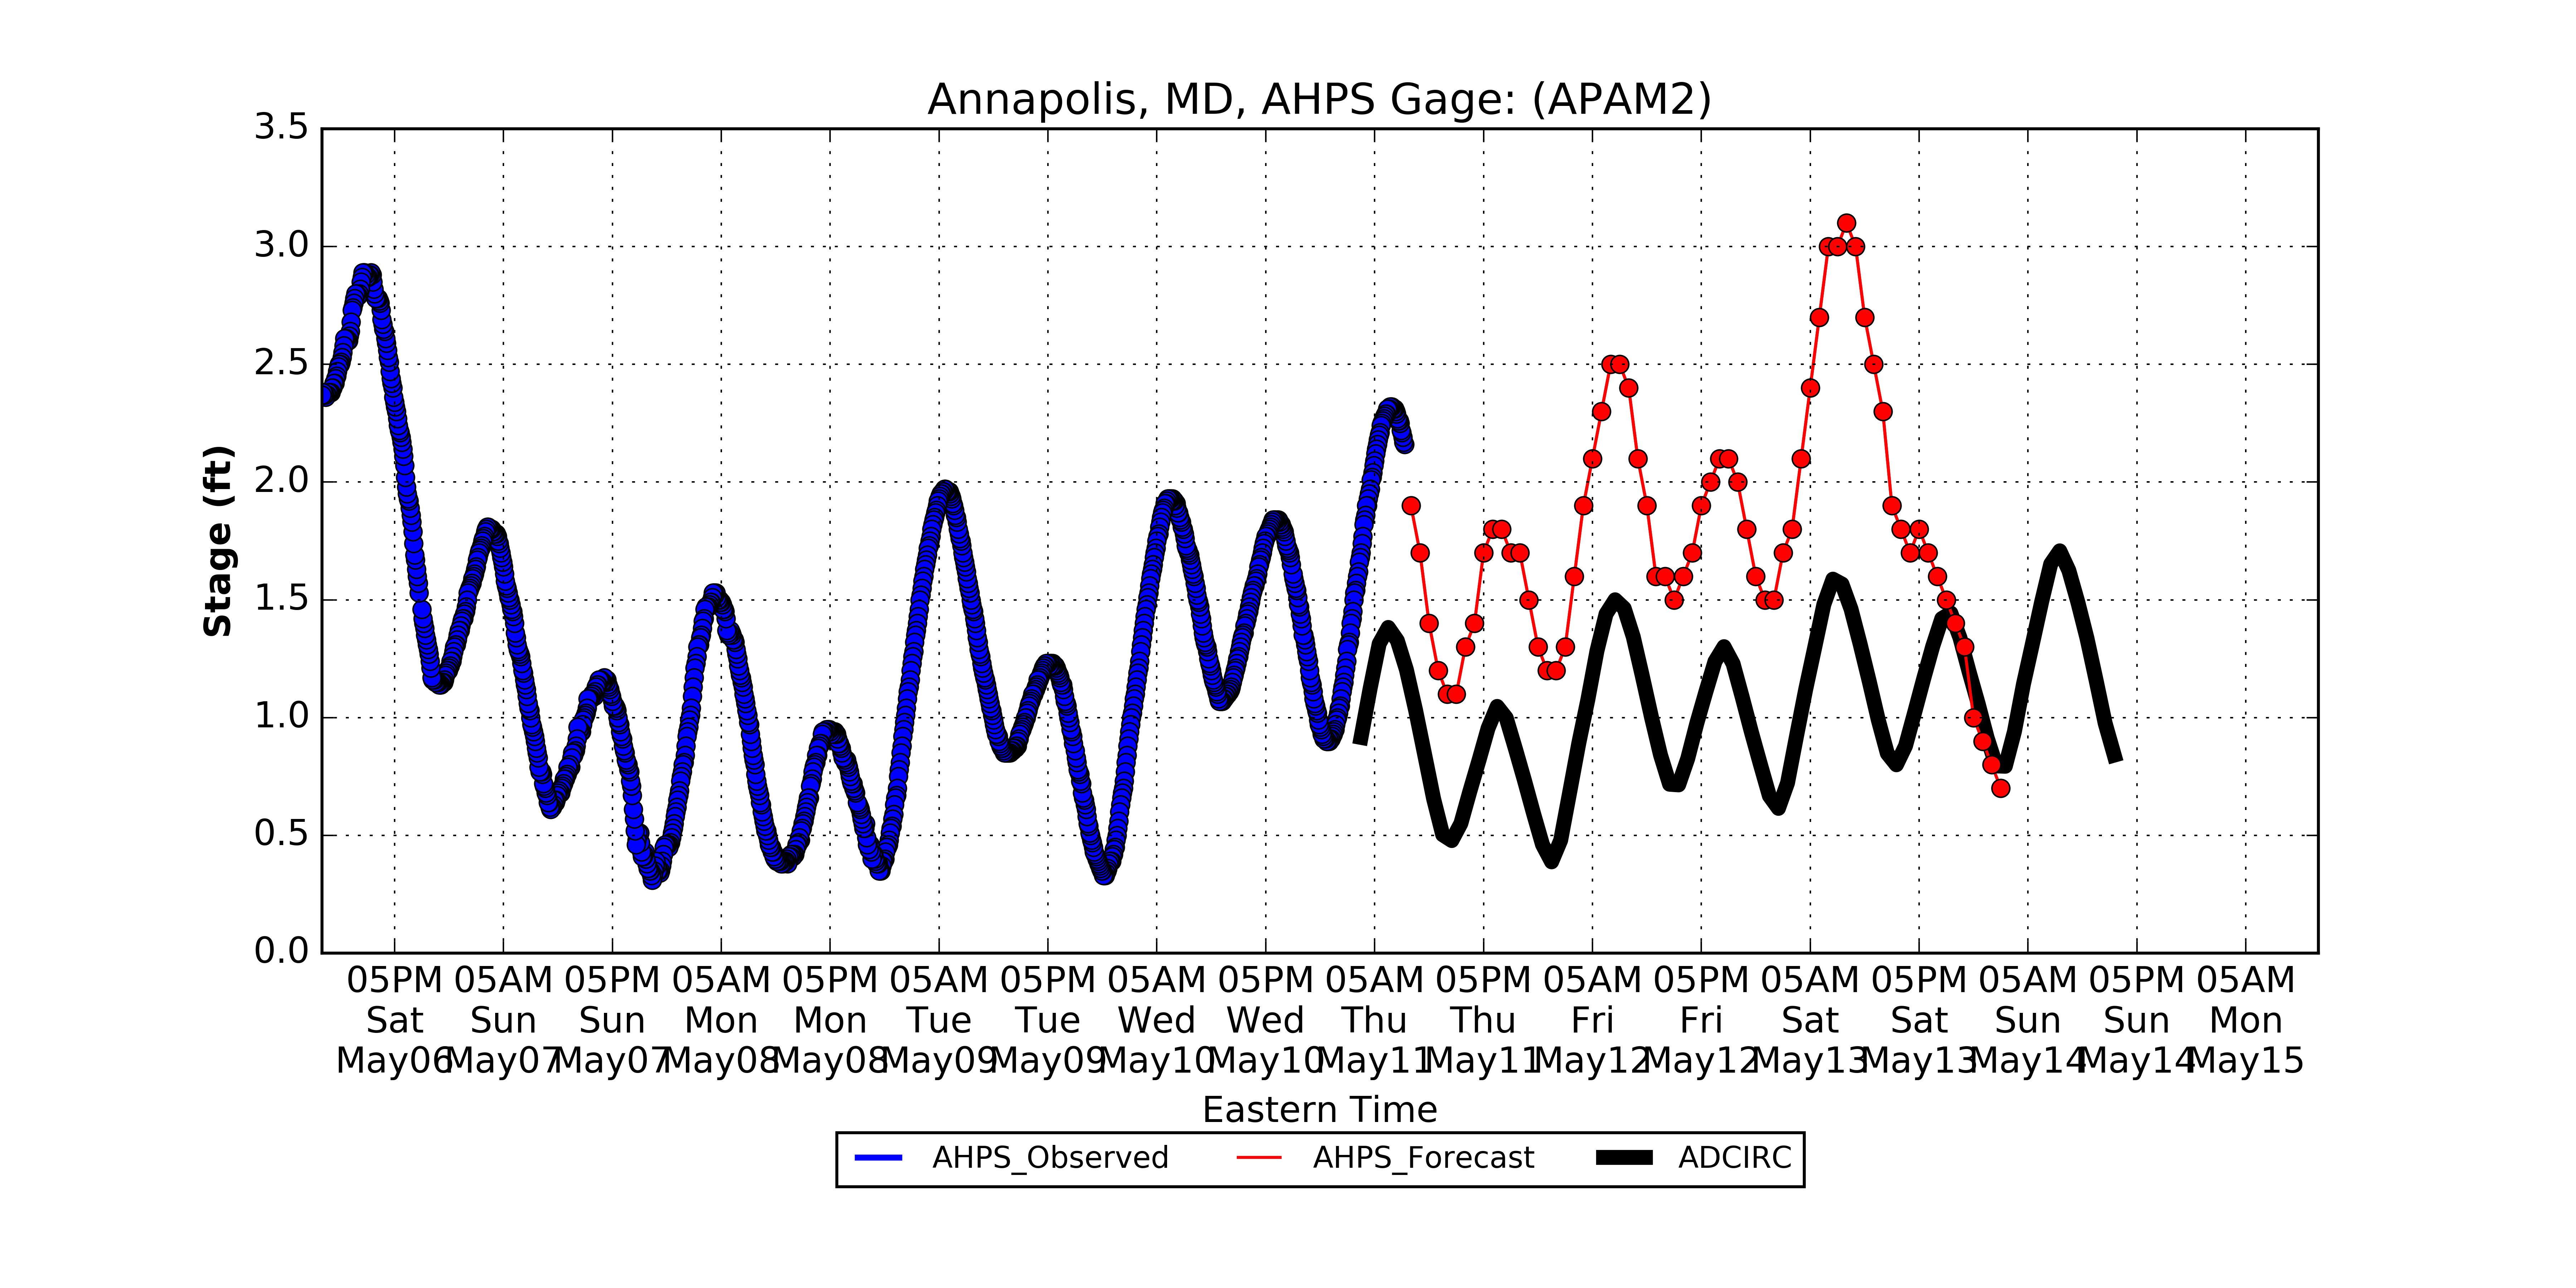 Annapolis, MD, AHPS Gage: (APAM2)
3.5
3.0
2.5
2.0
1.5
1.0
0.5
0.0
Stage (ft)
05PM 05AM 05PM 05AM 05PM 05AM 05PM 05AM 05PM 05AM 05PM 05AM 05PM 05AM 05PM 05AM 05PM 05AM
Sat Sun Sun Mon Mon Tue Tue Wed Wed Thu Thu Fri Fri Sat Sat Sun Sun Mon
May06 May07 May07 May08 May08 May09 May09 May10 May10 May11 May11 May12 May12 May13 May13 May14 May14 May15
Eastern Time
AHPS_Observed AHPS_Forecast ADCIRC